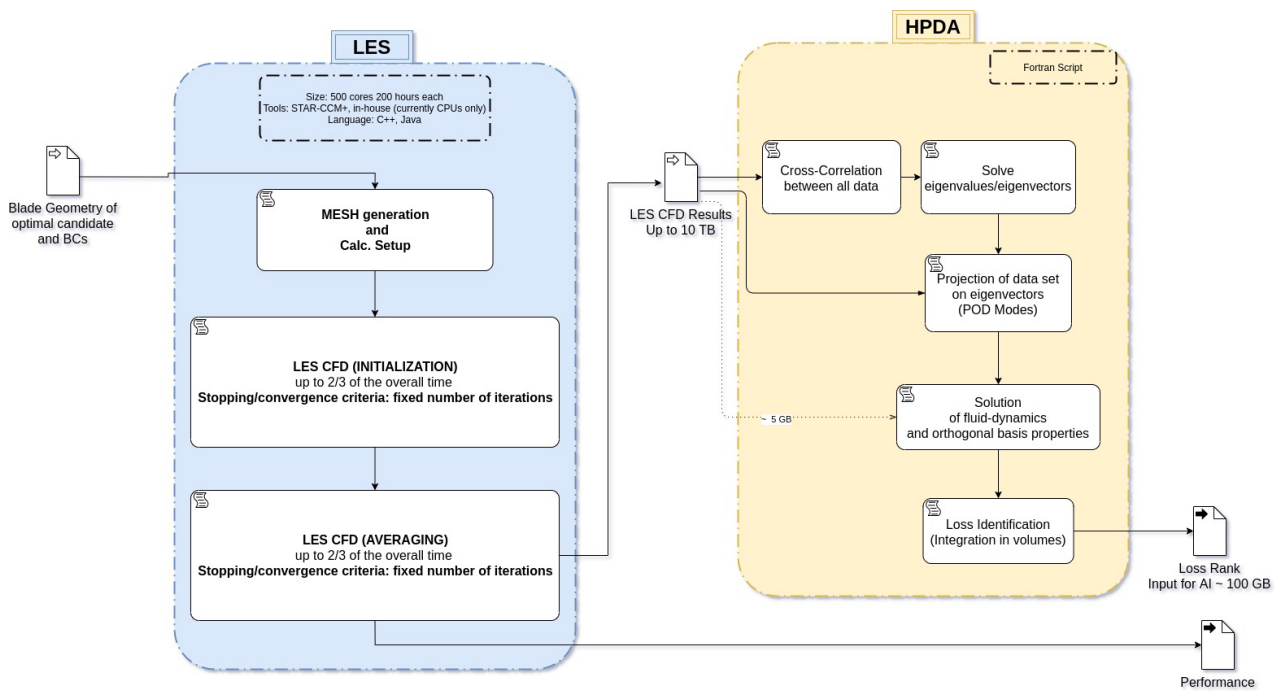 LES
Size: 500 cores 200 hours each
Tools: STAR-CCM+, in-house (currently CPUs only)
Language: C++, Java
Blade Geometry of
optimal candidate
and BCs
MESH generation
and
Calc. Setup
LES CFD (INITIALIZATION)
up to 2/3 of the overall time
Stopping/convergence criteria: fixed number of iterations
LES CFD (AVERAGING)
up to 2/3 of the overall time
Stopping/convergence criteria: fixed number of iterations
HPDA
Fortran Script
LES CFD Results
Up to 10 TB
Cross-Correlation
between all data
Solve
eigenvalues/eigenvectors
Projection of data set
on eigenvectors
(POD Modes)
~ 5 GB
Solution
of fluid-dynamics
and orthogonal basis properties
Loss Identification
(Integration in volumes)
Loss Rank
Input for AI ~ 100 GB
Performance